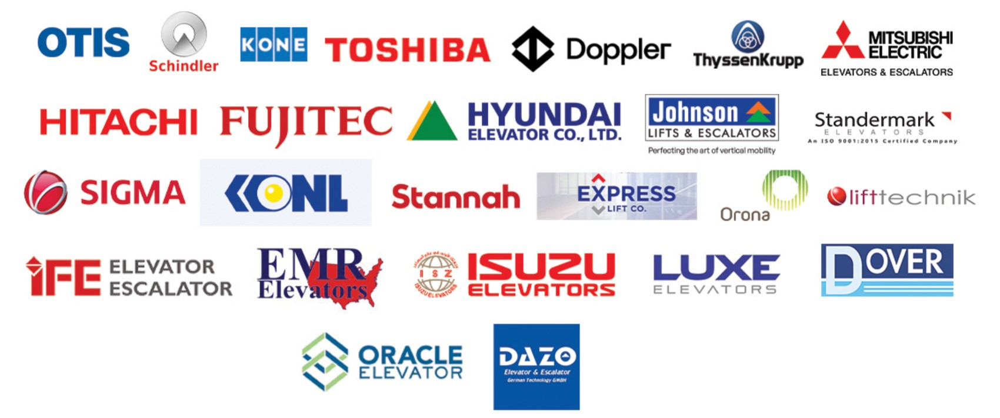 OTIS
Schindler
KONE
TOSHIBA
Doppler
ThyssenKrupp
MITSUBISHI
ELECTRIC
ELEVATORS & ESCALATORS
HITACHI
FUJITEC
HYUNDAI
ELEVATOR CO., LTD.
Johnson
LIFTS & ESCALATORS
Perfecting the art of vertical mobility
Standermark
ELEVATORS
An ISO 9001:2015 Certified Company
SIGMA
KONL
Stannah
EXPRESS
LIFT CO.
Orona
lifttechnik
IFE ELEVATOR
ESCALATOR
EMR
Elevators
I S Z
ISUZU ELEVATORS
ISUZU
ELEVATORS
LUXE
ELEVATORS
DOVER
ORACLE
ELEVATOR
DAZO
Elevator & Escalator
German Technology GMBH